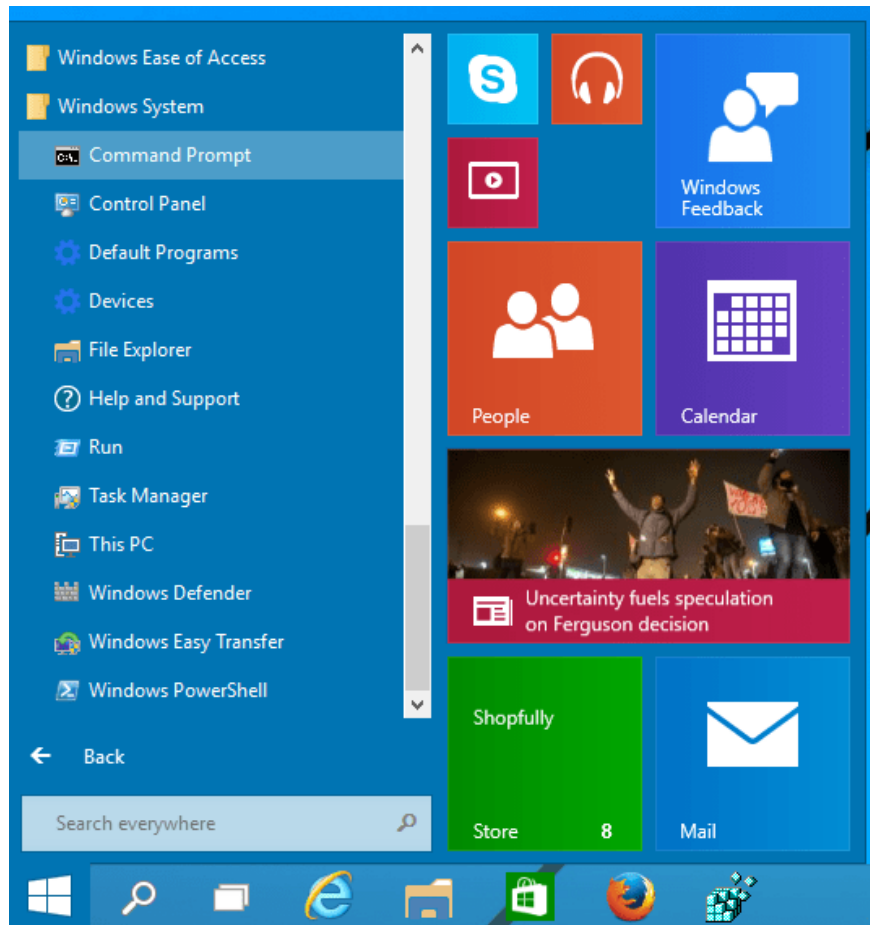 Windows Ease of Access
Windows System
Command Prompt
Control Panel
Default Programs
Devices
File Explorer
Help and Support
Run
Task Manager
This PC
Windows Defender
Windows Easy Transfer
Windows PowerShell
Back
Search everywhere
Windows
Feedback
People
Calendar
Uncertainty fuels speculation
on Ferguson decision
Shopfully
Store 8
Mail